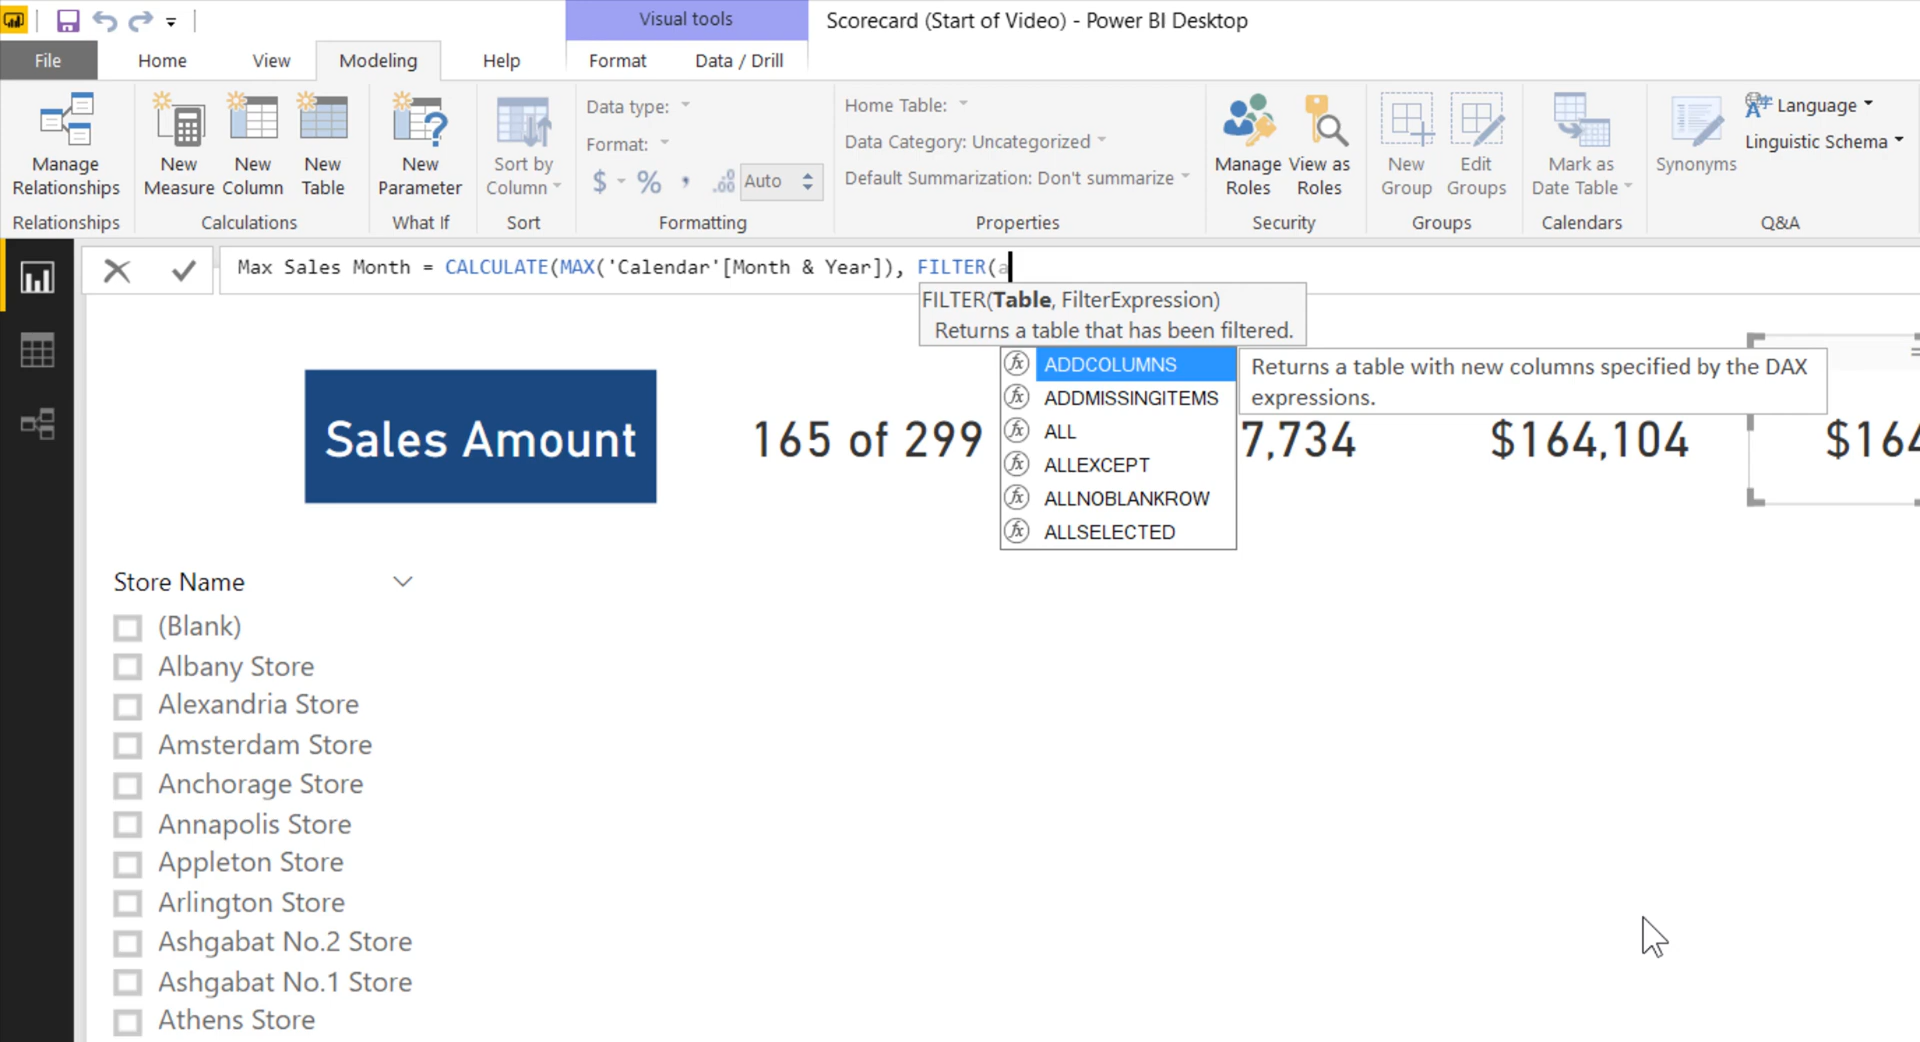 Visual tools
Scorecard (Start of Video) - Power BI Desktop
File Home View Modeling Help Format Data / Drill
Manage Relationships
Relationships
New Measure
New Column
New Table
Calculations
New Parameter
What If
Sort by Column
Sort
Data type:
Format:
$ % , .00 Auto
Formatting
Home Table:
Data Category: Uncategorized
Default Summarization: Don't summarize
Properties
Manage Roles
View as Roles
Security
New Group
Edit Groups
Groups
Mark as Date Table
Calendars
Synonyms
Language
Linguistic Schema
Q&A
Max Sales Month = CALCULATE(MAX('Calendar'[Month & Year]), FILTER(a
FILTER(Table, FilterExpression)
Returns a table that has been filtered.
ADDCOLUMNS
ADDMISSINGITEMS
ALL
ALLEXCEPT
ALLNOBLANKROW
ALLSELECTED
Returns a table with new columns specified by the DAX
expressions.
Sales Amount
165 of 299
7,734
$164,104
$164
Store Name
(Blank)
Albany Store
Alexandria Store
Amsterdam Store
Anchorage Store
Annapolis Store
Appleton Store
Arlington Store
Ashgabat No.2 Store
Ashgabat No.1 Store
Athens Store